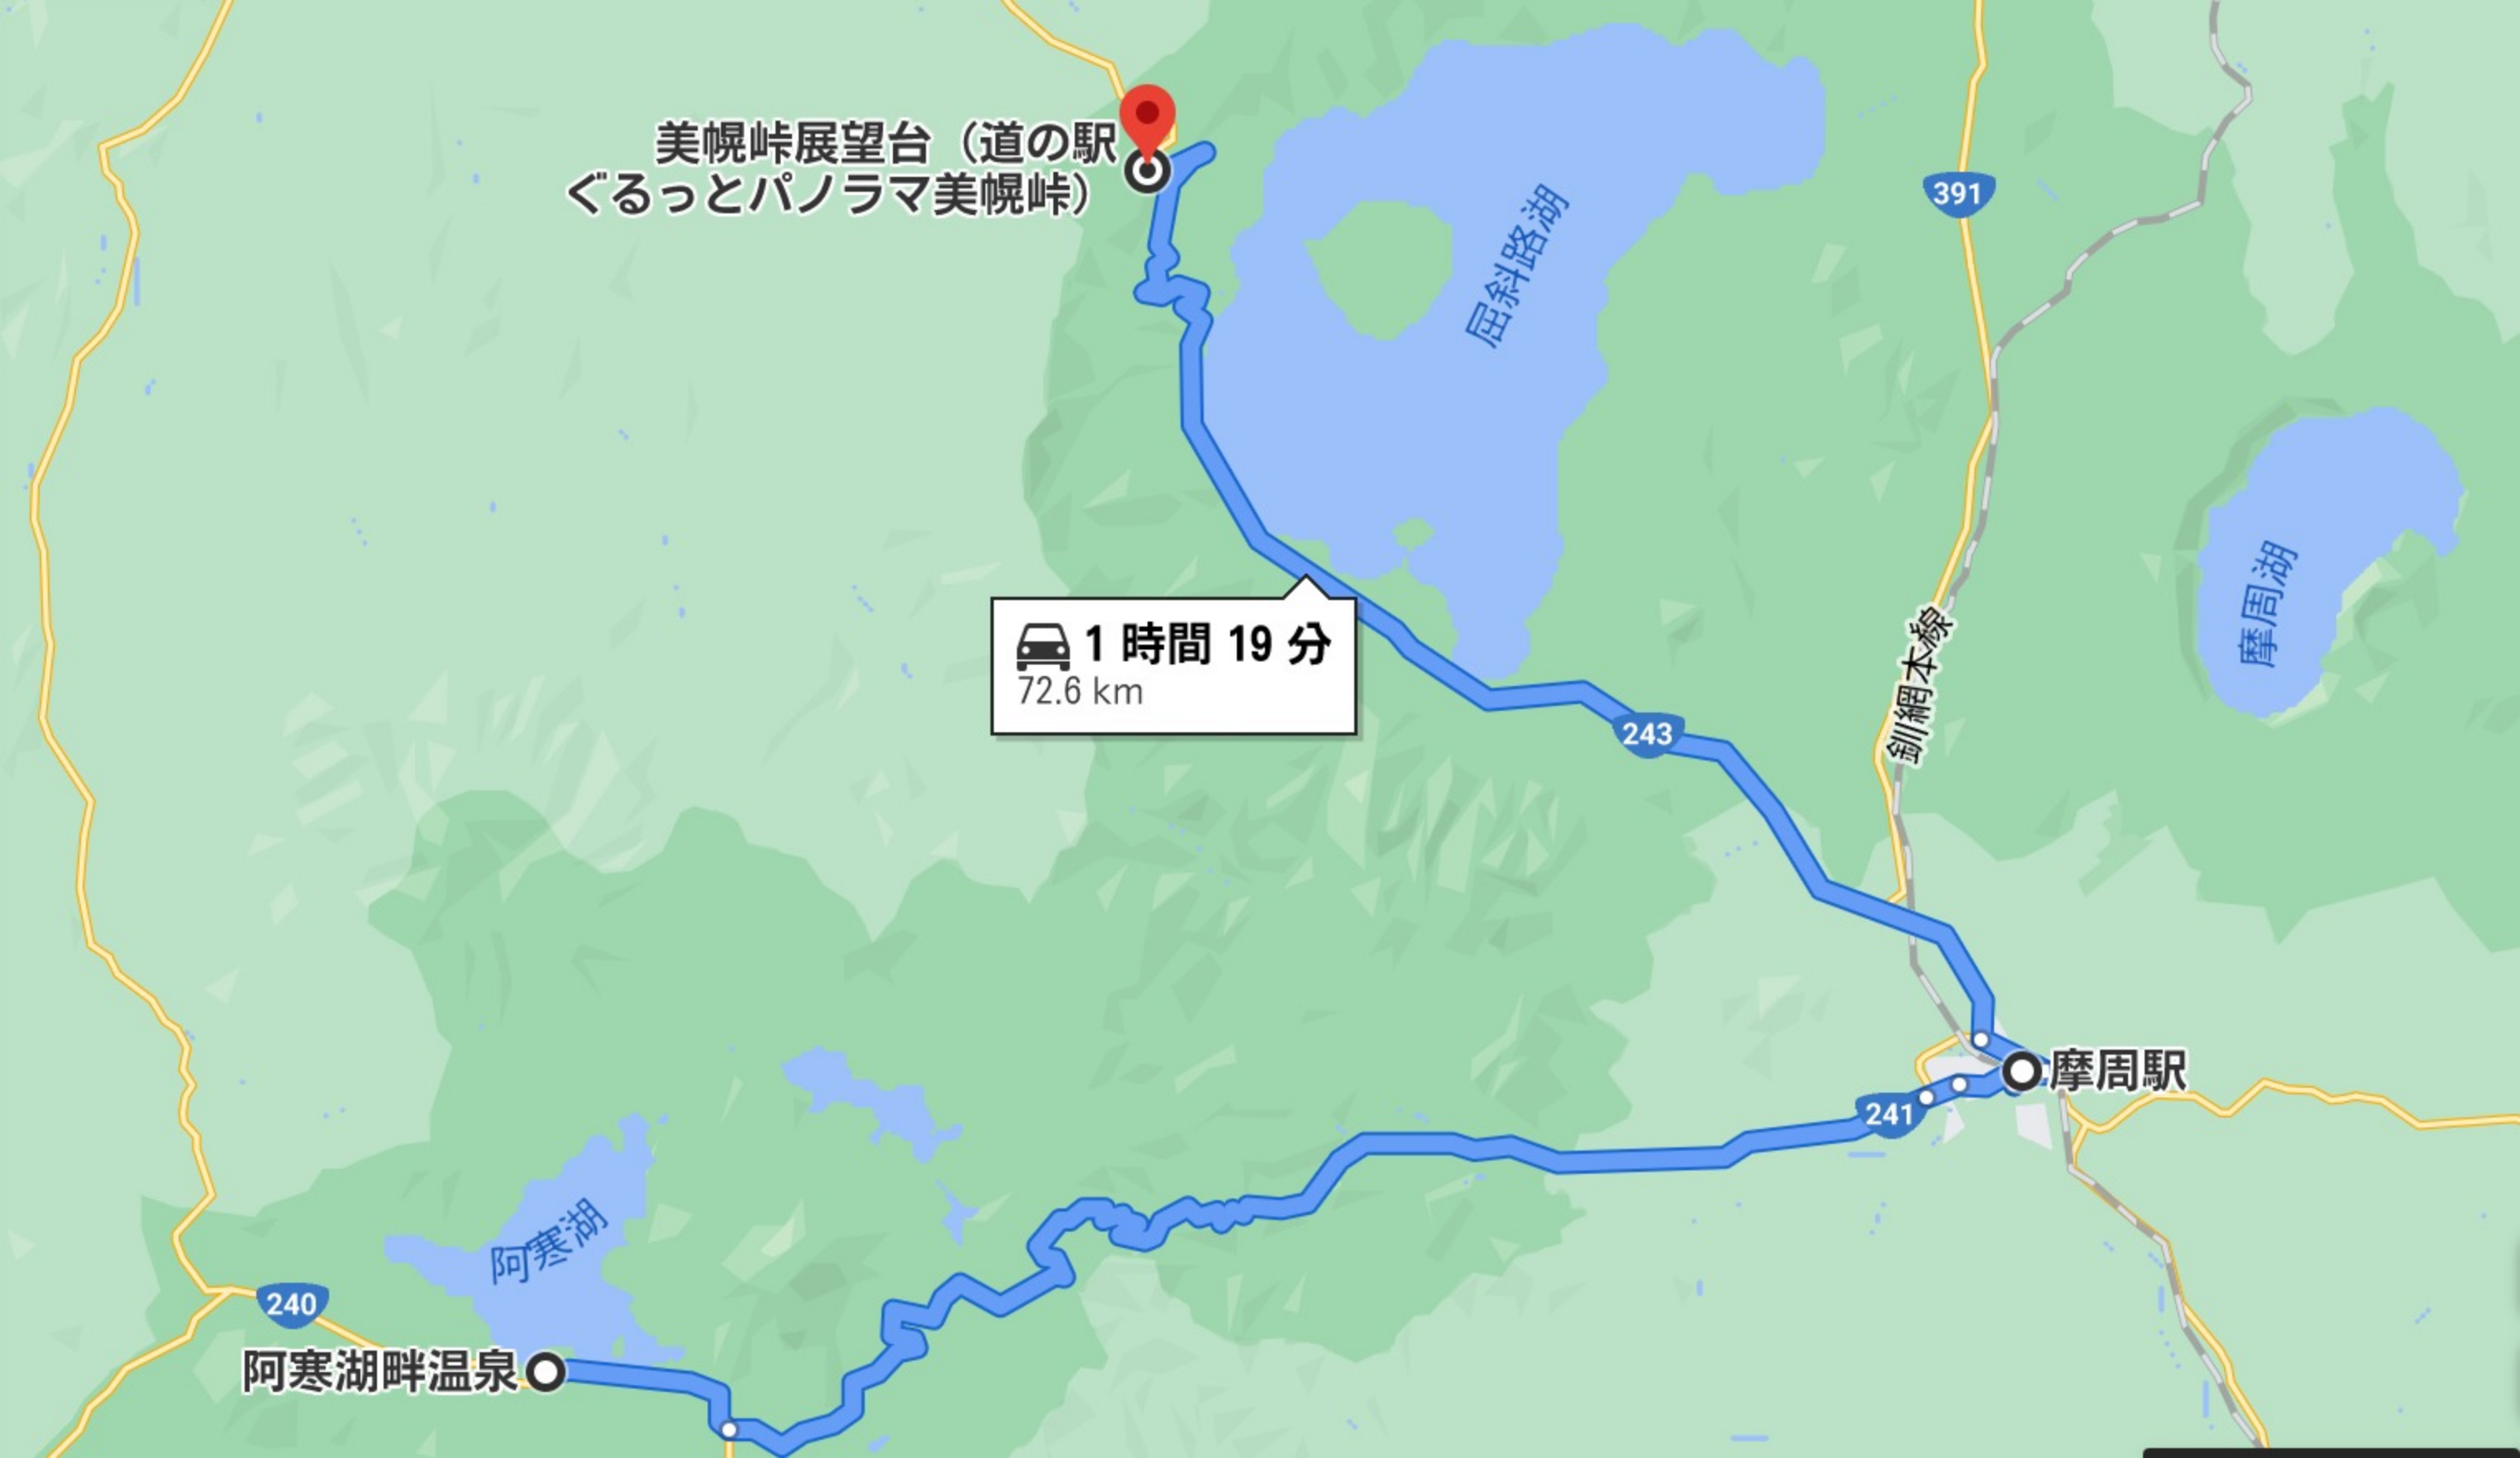 美幌峠展望台（道の駅
ぐるっとパノラマ美幌峠）
391
屈斜路湖
摩周湖
1 時間 19 分
72.6 km
釧網本線
243
摩周駅
241
阿寒湖
240
阿寒湖畔温泉